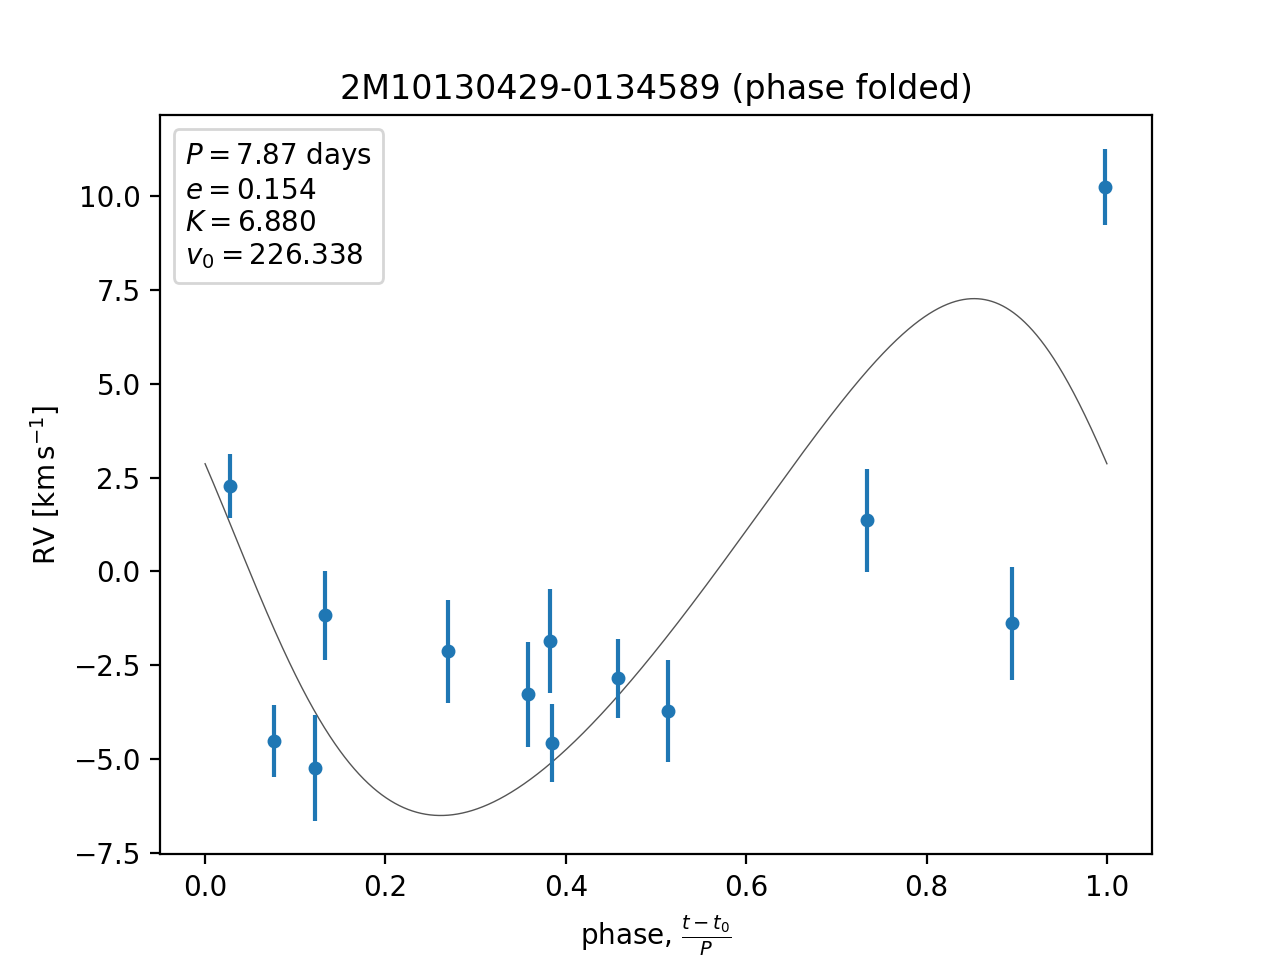 2M10130429-0134589 (phase folded)
P = 7.87 days
e = 0.154
K = 6.880
v₀ = 226.338
10.0
7.5
5.0
2.5
0.0
−2.5
−5.0
−7.5
RV [km s⁻¹]
0.0 0.2 0.4 0.6 0.8 1.0
phase, (t − t₀)/P